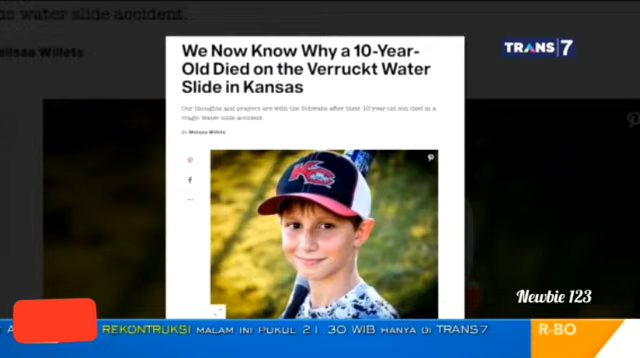 ic water slide accident.
elissa Willets
We Now Know Why a 10-Year-
Old Died on the Verruckt Water
Slide in Kansas
Our thoughts and prayers are with the Schwabs after their 10-year-old son died in a
tragic water slide accident.
By Melissa Willets
TRANS7
KC
Newbie 123
A
REKONTRUKSI MALAM INI PUKUL 21.30 WIB HANYA DI TRANS7
R-BO